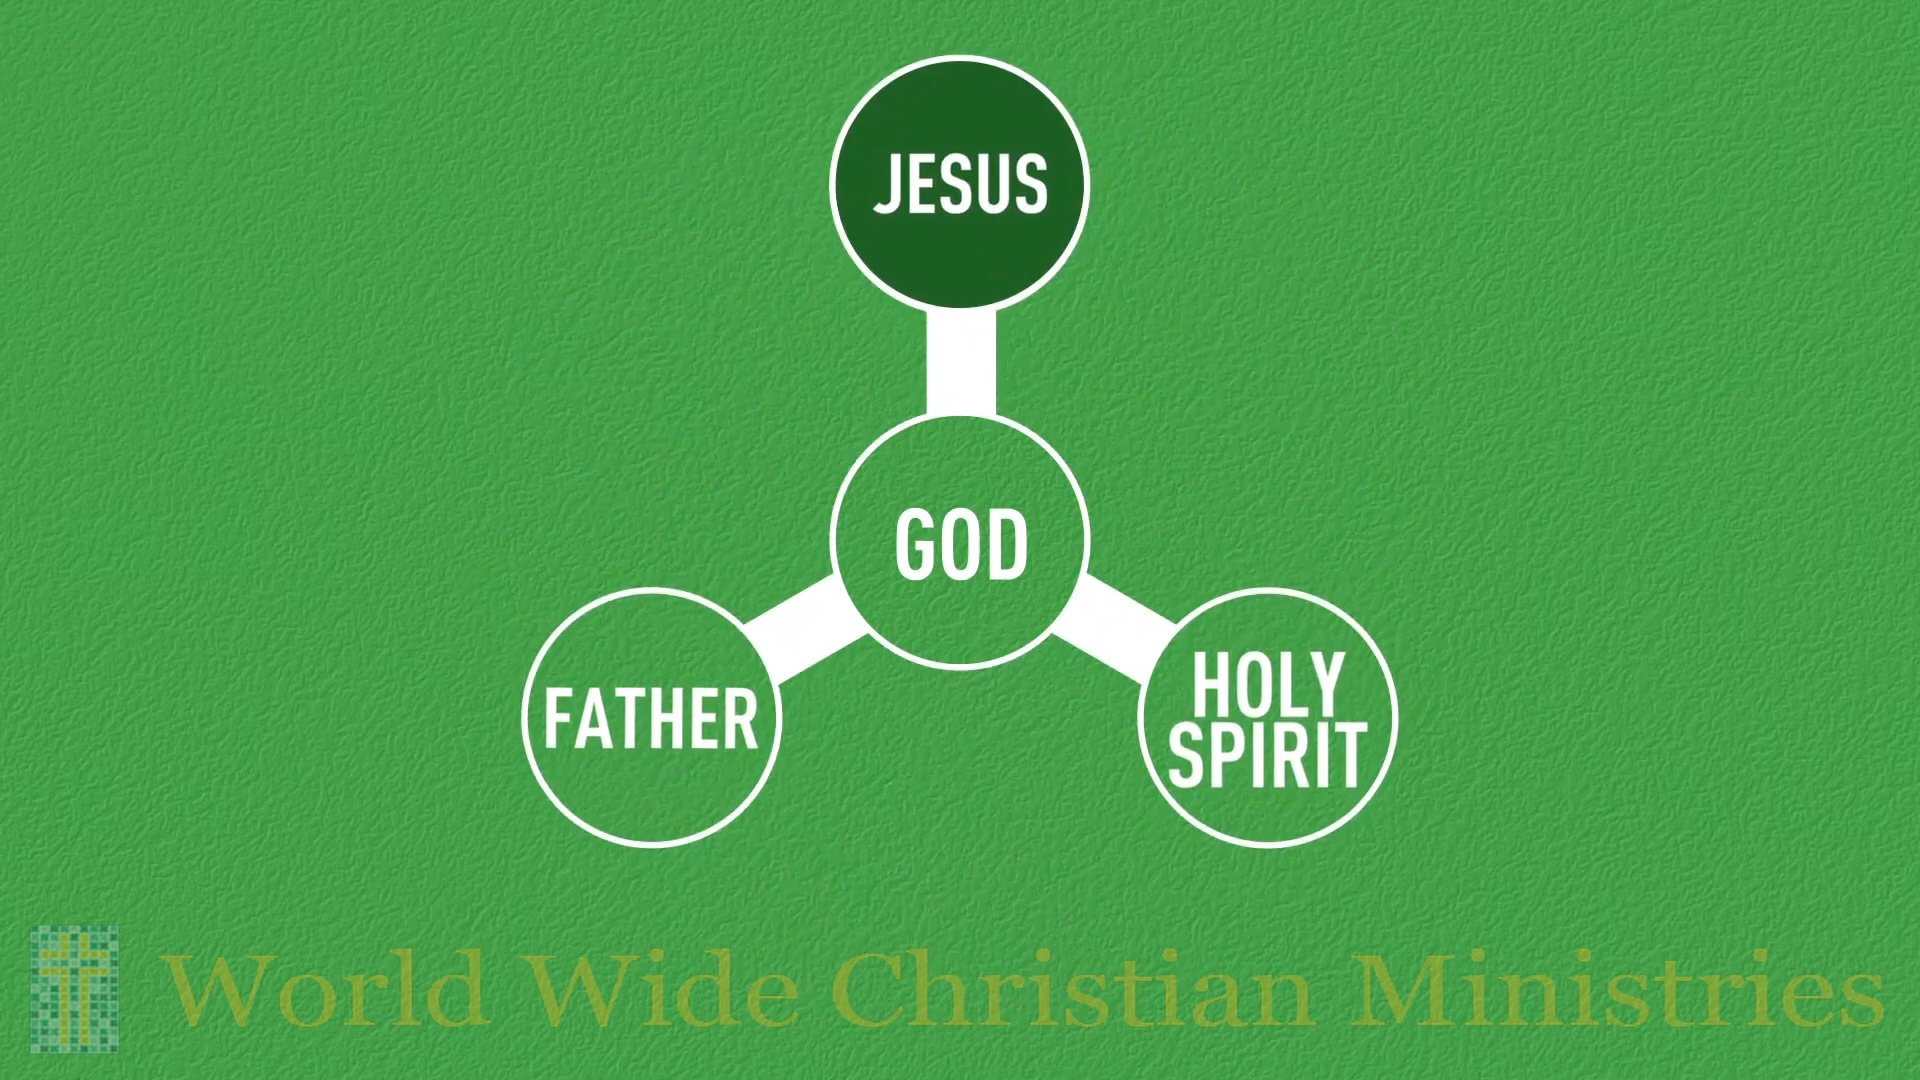 JESUS
GOD
FATHER
HOLY
SPIRIT
World Wide Christian Ministries